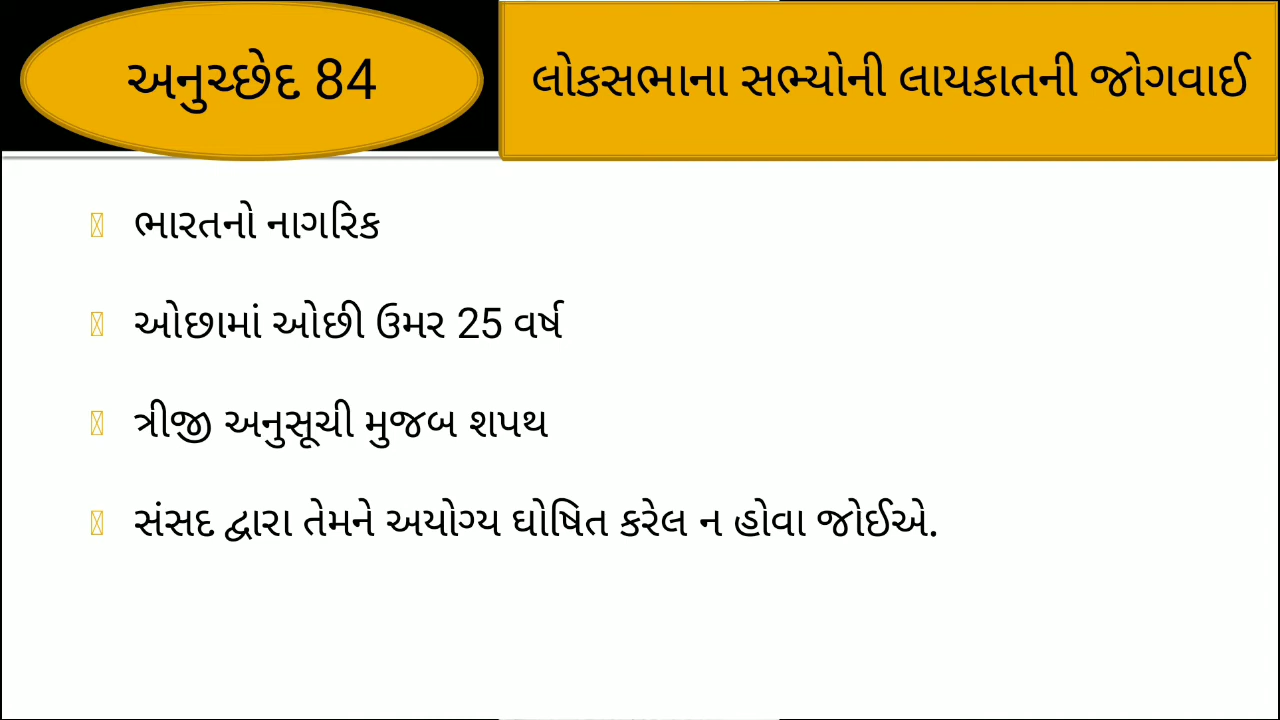 અનુચ્છેદ 84
લોકસભાના સભ્યોની લાયકાતની જોગવાઈ
ભારતનો નાગરિક
ઓછામાં ઓછી ઉમર 25 વર્ષ
ત્રીજી અનુસૂચી મુજબ શપથ
સંસદ દ્વારા તેમને અયોગ્ય ઘોષિત કરેલ ન હોવા જોઈએ.